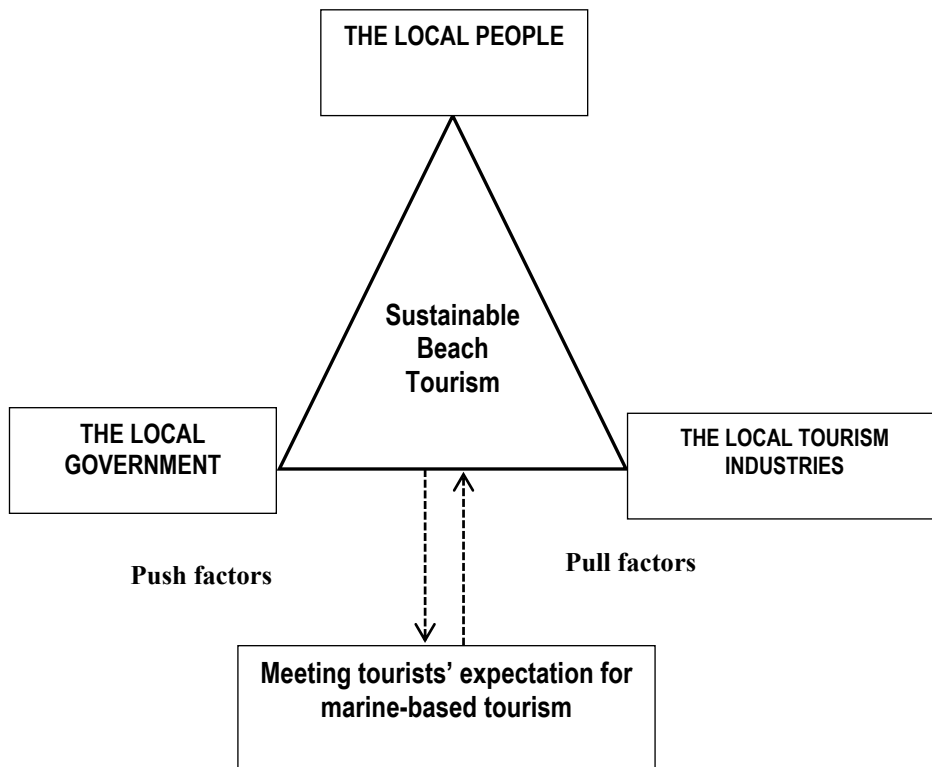 THE LOCAL PEOPLE
Sustainable
Beach
Tourism
THE LOCAL
GOVERNMENT
THE LOCAL TOURISM
INDUSTRIES
Push factors
Pull factors
Meeting tourists’ expectation for
marine-based tourism